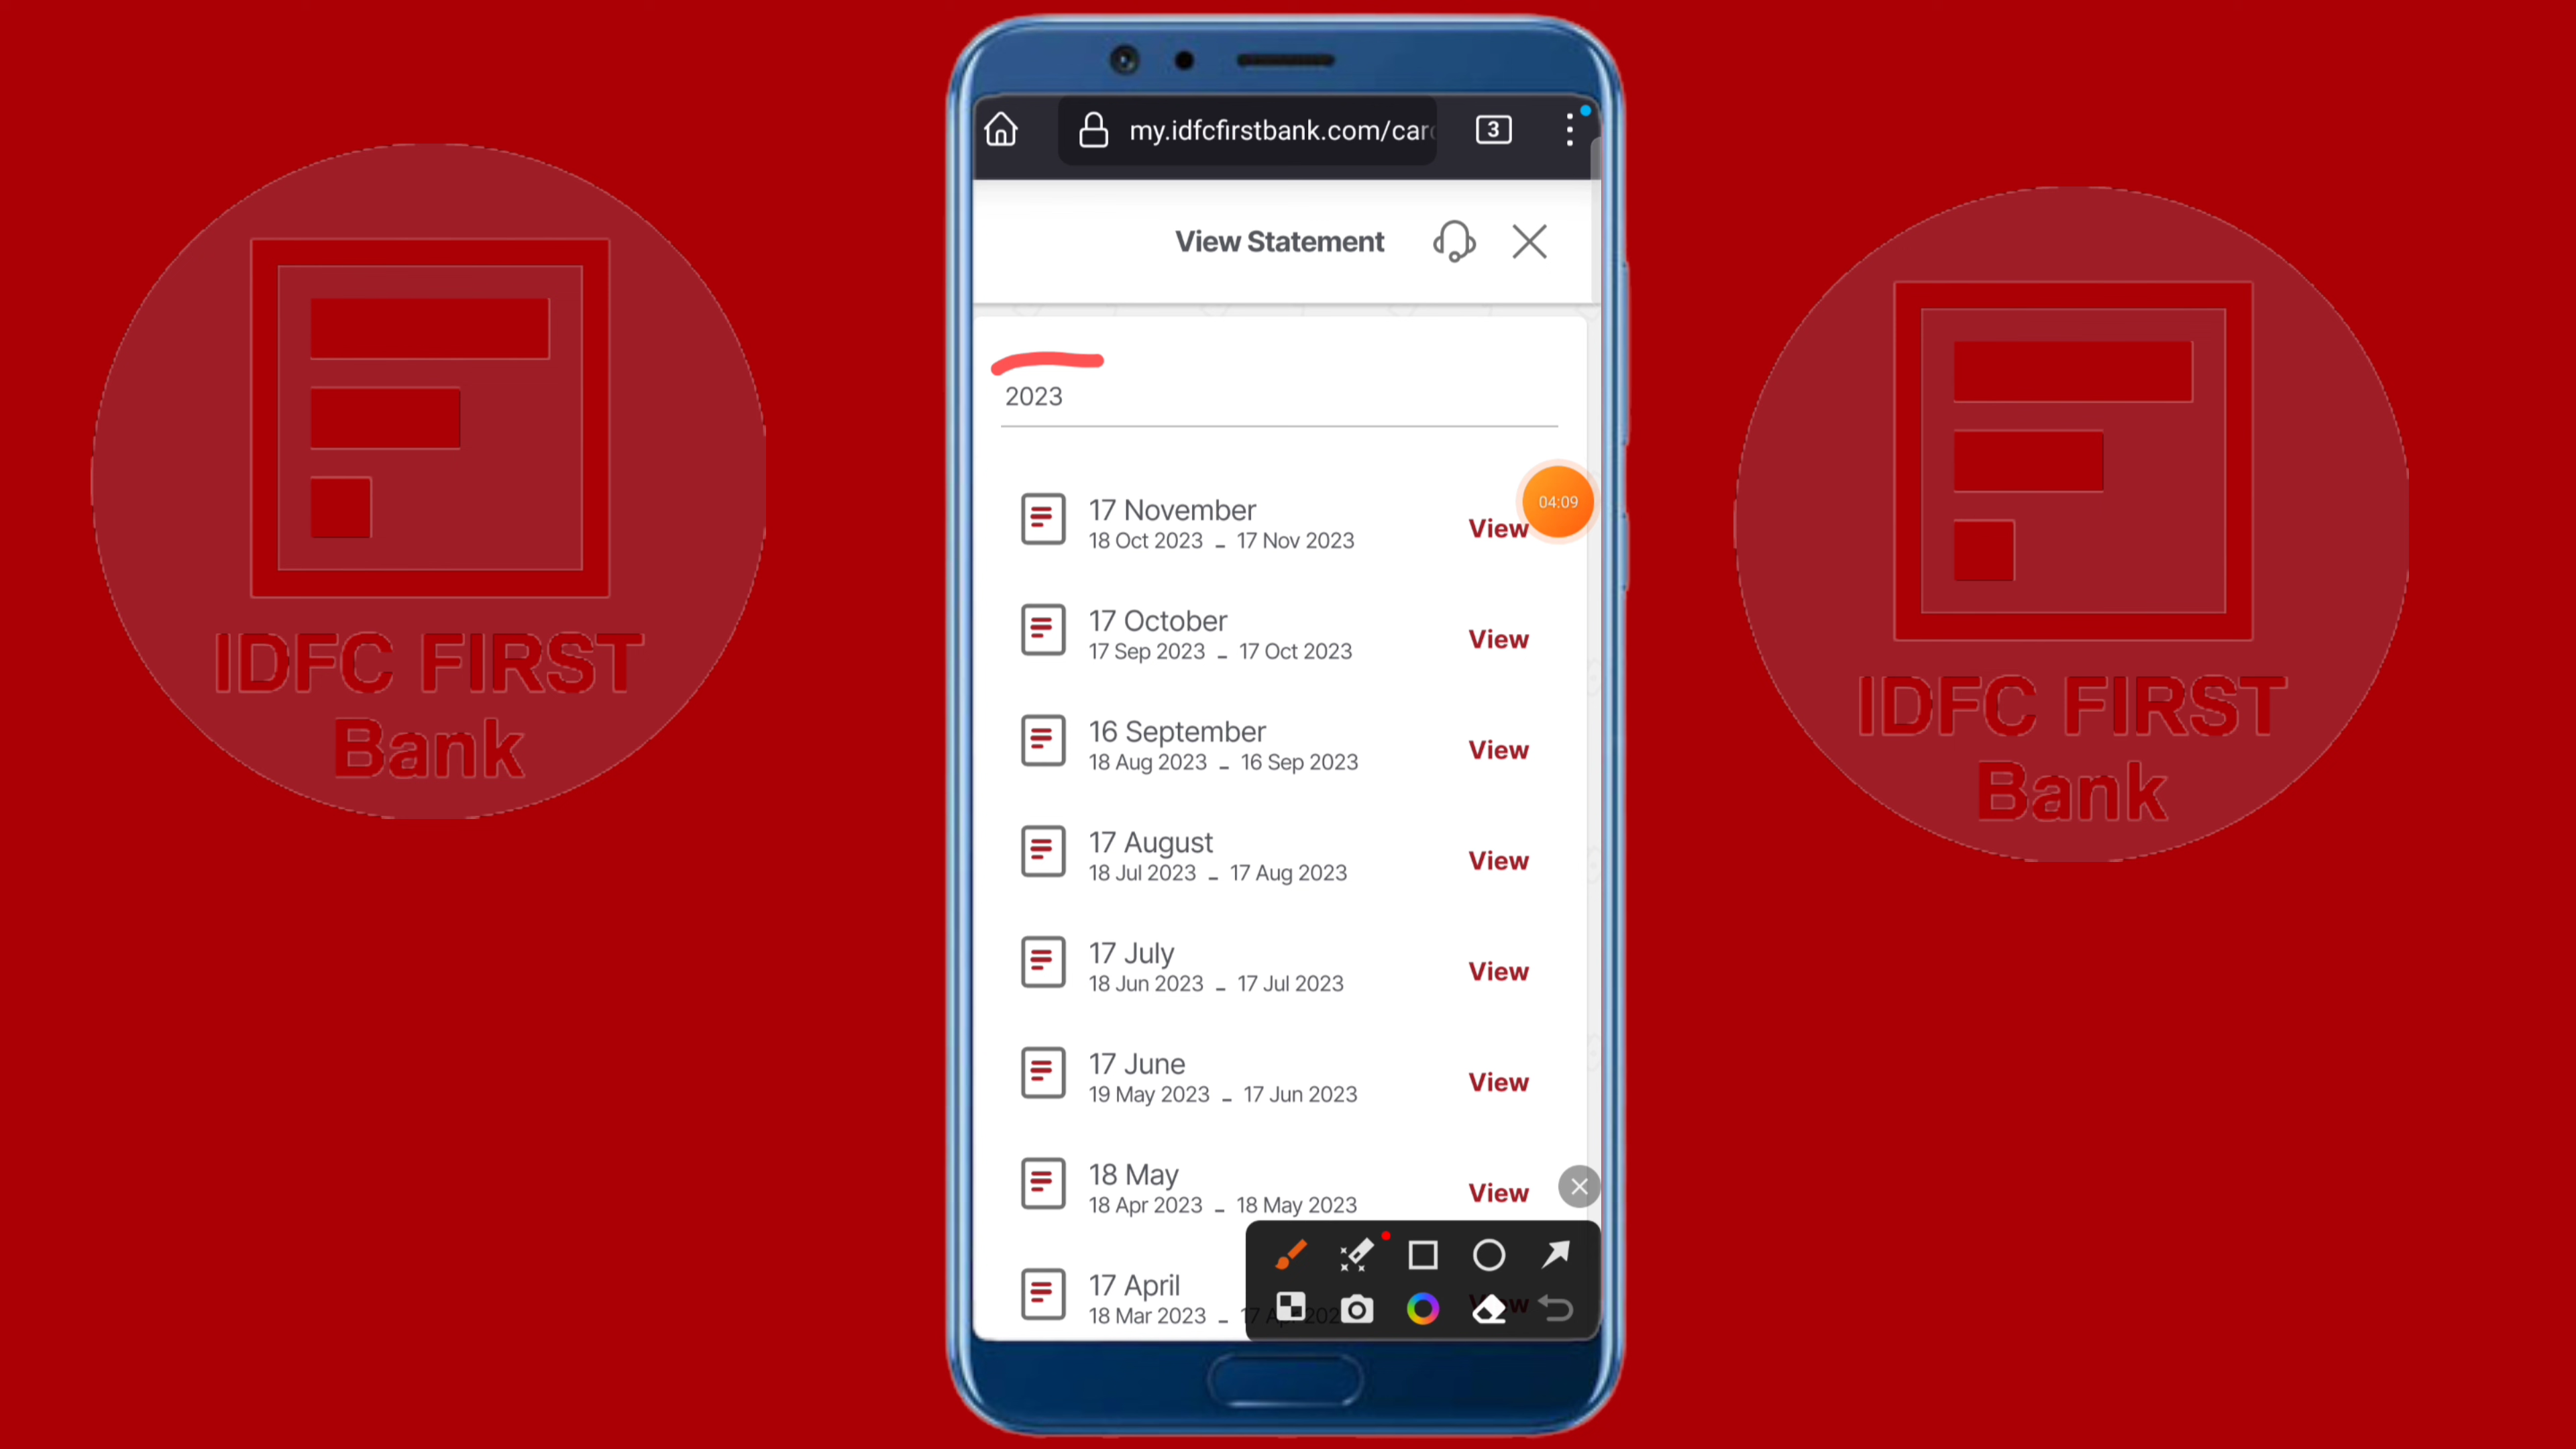 my.idfcfirstbank.com/car
3
View Statement
2023
04:09
17 November
18 Oct 2023 - 17 Nov 2023
View
17 October
17 Sep 2023 - 17 Oct 2023
View
16 September
18 Aug 2023 - 16 Sep 2023
View
17 August
18 Jul 2023 - 17 Aug 2023
View
17 July
18 Jun 2023 - 17 Jul 2023
View
17 June
19 May 2023 - 17 Jun 2023
View
18 May
18 Apr 2023 - 18 May 2023
View
17 April
18 Mar 2023 -
IDFC FIRST
Bank
IDFC FIRST
Bank